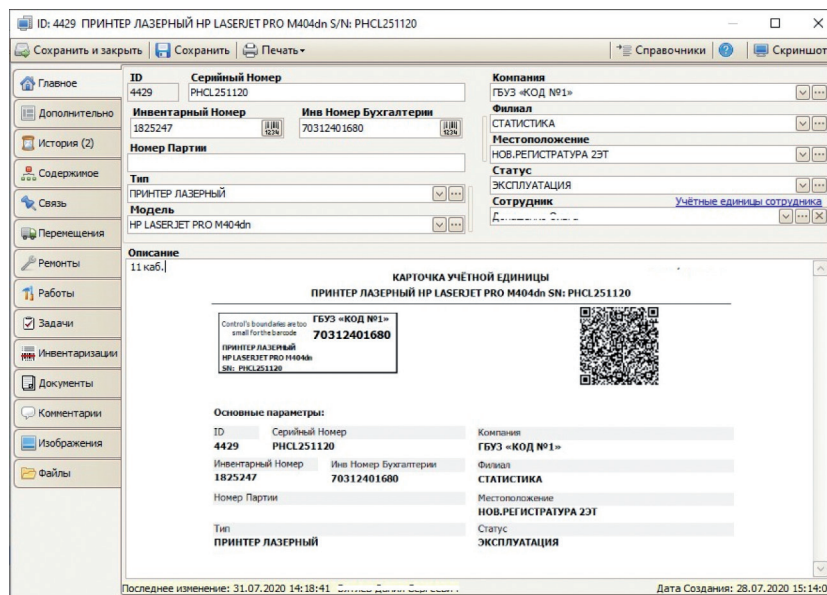 ID: 4429 ПРИНТЕР ЛАЗЕРНЫЙ HP LASERJET PRO M404dn S/N: PHCL251120
Сохранить и закрыть
Сохранить
Печать
Справочники
Скриншот
Главное
Дополнительно
История (2)
Содержимое
Связь
Перемещения
Ремонты
Работы
Задачи
Инвентаризации
Документы
Комментарии
Изображения
Файлы
ID
Серийный Номер
4429
PHCL251120
Инвентарный Номер
Инв Номер Бухгалтерии
1825247
70312401680
Номер Партии
Тип
ПРИНТЕР ЛАЗЕРНЫЙ
Модель
HP LASERJET PRO M404dn
Компания
ГБУЗ «КОД №1»
Филиал
СТАТИСТИКА
Местоположение
НОВ.РЕГИСТРАТУРА 2ЭТ
Статус
ЭКСПЛУАТАЦИЯ
Сотрудник
Учётные единицы сотрудника
Описание
11 каб.
КАРТОЧКА УЧЁТНОЙ ЕДИНИЦЫ
ПРИНТЕР ЛАЗЕРНЫЙ HP LASERJET PRO M404dn SN: PHCL251120
Control's boundaries are too
small for the barcode
ГБУЗ «КОД №1»
70312401680
ПРИНТЕР ЛАЗЕРНЫЙ
HP LASERJET PRO M404dn
SN: PHCL251120
Основные параметры:
ID
Серийный Номер
4429
PHCL251120
Инвентарный Номер
Инв Номер Бухгалтерии
1825247
70312401680
Номер Партии
Тип
ПРИНТЕР ЛАЗЕРНЫЙ
Компания
ГБУЗ «КОД №1»
Филиал
СТАТИСТИКА
Местоположение
НОВ.РЕГИСТРАТУРА 2ЭТ
Статус
ЭКСПЛУАТАЦИЯ
Последнее изменение: 31.07.2020 14:18:41
Дата Создания: 28.07.2020 15:14:0